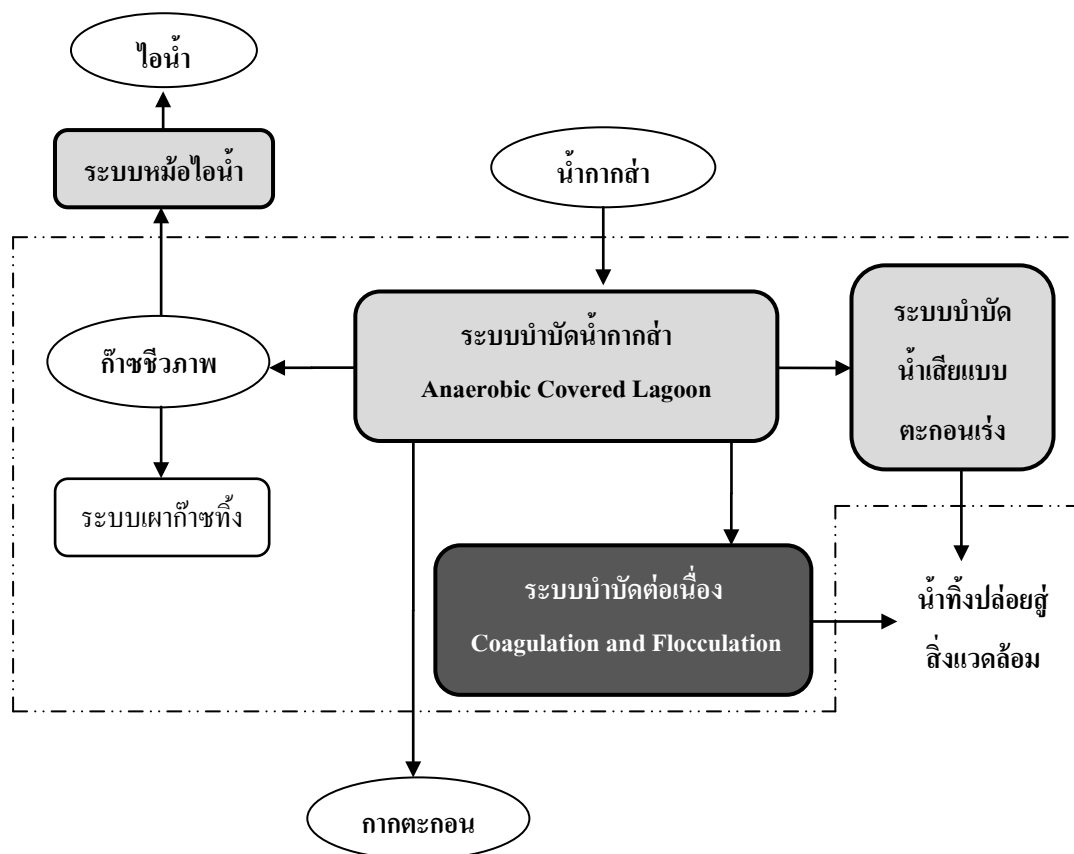 ไอน้ำ
ระบบหม้อไอน้ำ
น้ำกากส่า
ระบบบำบัดน้ำกากส่า
Anaerobic Covered Lagoon
ระบบบำบัด
น้ำเสียแบบ
ตะกอนเร่ง
ก๊าซชีวภาพ
ระบบเผาก๊าซทิ้ง
ระบบบำบัดต่อเนื่อง
Coagulation and Flocculation
น้ำทิ้งปล่อยสู่
สิ่งแวดล้อม
กากตะกอน